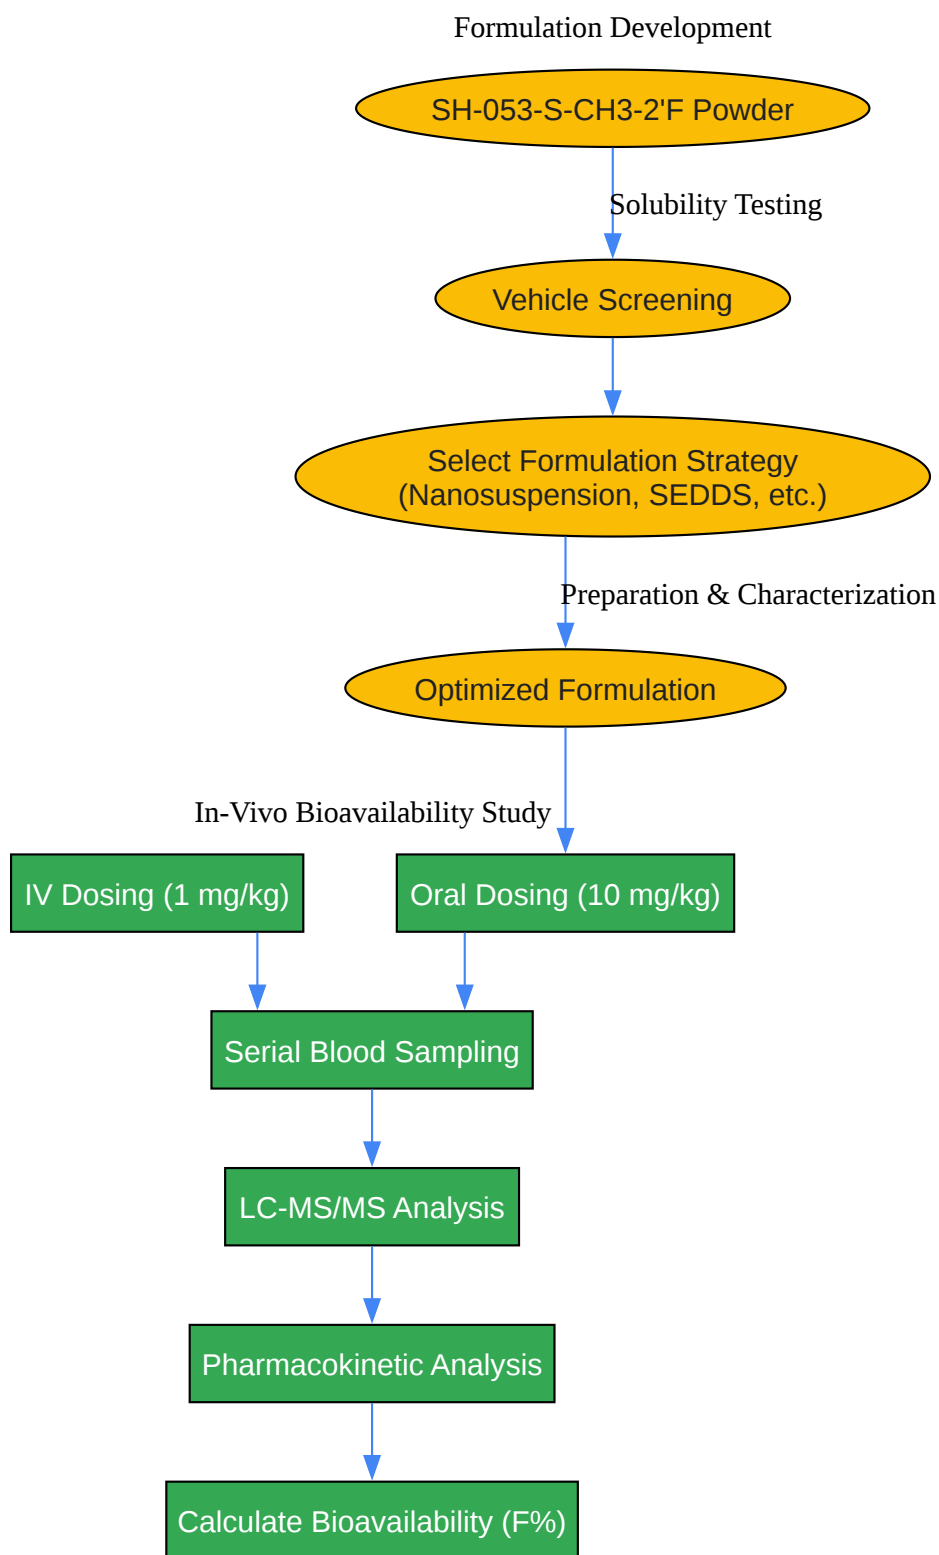 Formulation Development
SH-053-S-CH3-2'F Powder
Solubility Testing
Vehicle Screening
Select Formulation Strategy
(Nanosuspension, SEDDS, etc.)
Preparation & Characterization
Optimized Formulation
In-Vivo Bioavailability Study
IV Dosing (1 mg/kg)
Oral Dosing (10 mg/kg)
Serial Blood Sampling
LC-MS/MS Analysis
Pharmacokinetic Analysis
Calculate Bioavailability (F%)